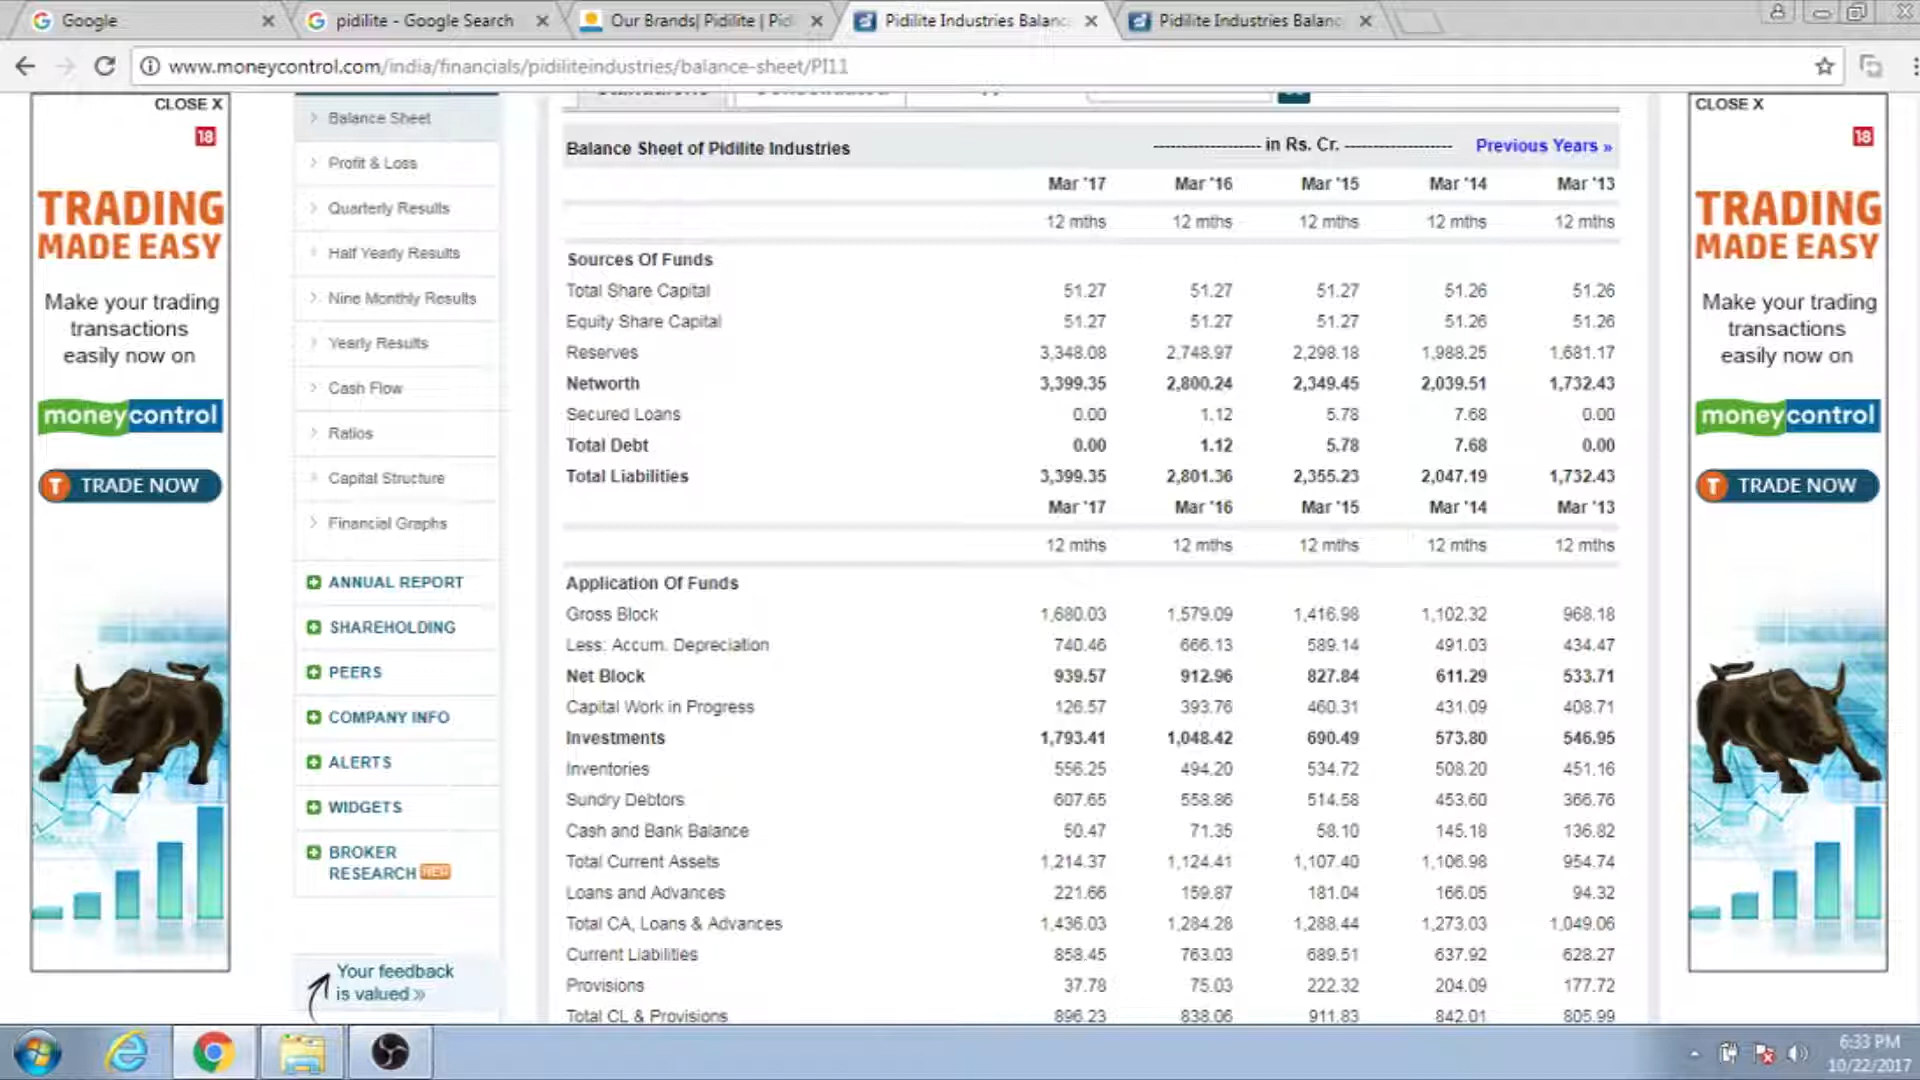 Google
pidilite - Google Search
Our Brands| Pidilite | Pid
Pidilite Industries Balanc
Pidilite Industries Balanc
www.moneycontrol.com/india/financials/pidiliteindustries/balance-sheet/PI11
CLOSE X
18
TRADING
MADE EASY
Make your trading
transactions
easily now on
moneycontrol
T TRADE NOW
Balance Sheet
Profit & Loss
Quarterly Results
Half Yearly Results
Nine Monthly Results
Yearly Results
Cash Flow
Ratios
Capital Structure
Financial Graphs
ANNUAL REPORT
SHAREHOLDING
PEERS
COMPANY INFO
ALERTS
WIDGETS
BROKER
RESEARCH
Your feedback
is valued »
Balance Sheet of Pidilite Industries ------------------- in Rs. Cr. ------------------- Previous Years »
Mar '17 Mar '16 Mar '15 Mar '14 Mar '13
12 mths 12 mths 12 mths 12 mths 12 mths
Sources Of Funds
Total Share Capital 51.27 51.27 51.27 51.26 51.26
Equity Share Capital 51.27 51.27 51.27 51.26 51.26
Reserves 3,348.08 2,748.97 2,298.18 1,988.25 1,681.17
Networth 3,399.35 2,800.24 2,349.45 2,039.51 1,732.43
Secured Loans 0.00 1.12 5.78 7.68 0.00
Total Debt 0.00 1.12 5.78 7.68 0.00
Total Liabilities 3,399.35 2,801.36 2,355.23 2,047.19 1,732.43
Mar '17 Mar '16 Mar '15 Mar '14 Mar '13
12 mths 12 mths 12 mths 12 mths 12 mths
Application Of Funds
Gross Block 1,680.03 1,579.09 1,416.98 1,102.32 968.18
Less: Accum. Depreciation 740.46 666.13 589.14 491.03 434.47
Net Block 939.57 912.96 827.84 611.29 533.71
Capital Work in Progress 126.57 393.76 460.31 431.09 408.71
Investments 1,793.41 1,048.42 690.49 573.80 546.95
Inventories 556.25 494.20 534.72 508.20 451.16
Sundry Debtors 607.65 558.86 514.58 453.60 366.76
Cash and Bank Balance 50.47 71.35 58.10 145.18 136.82
Total Current Assets 1,214.37 1,124.41 1,107.40 1,106.98 954.74
Loans and Advances 221.66 159.87 181.04 166.05 94.32
Total CA, Loans & Advances 1,436.03 1,284.28 1,288.44 1,273.03 1,049.06
Current Liabilities 858.45 763.03 689.51 637.92 628.27
Provisions 37.78 75.03 222.32 204.09 177.72
Total CL & Provisions 896.23 838.06 911.83 842.01 805.99
CLOSE X
18
TRADING
MADE EASY
Make your trading
transactions
easily now on
moneycontrol
T TRADE NOW
6:33 PM
10/22/2017